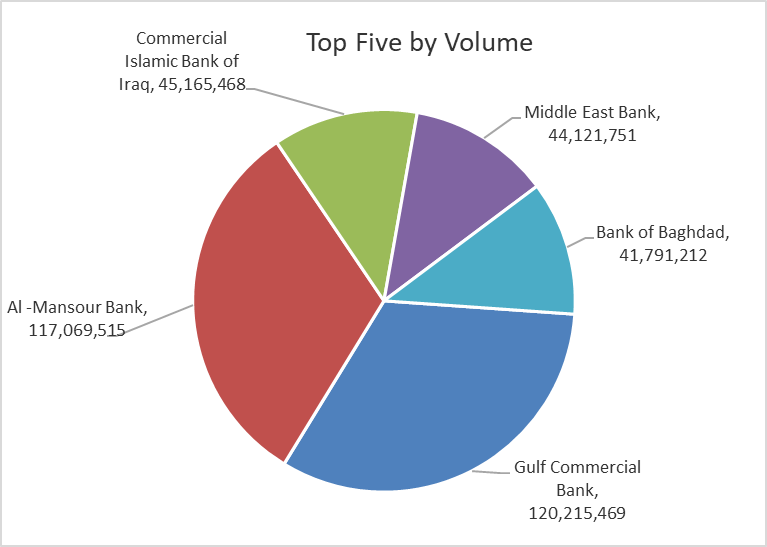 Top Five by Volume
Commercial
Islamic Bank of
Iraq, 45,165,468
Middle East Bank,
44,121,751
Bank of Baghdad,
41,791,212
Al -Mansour Bank,
117,069,515
Gulf Commercial
Bank,
120,215,469